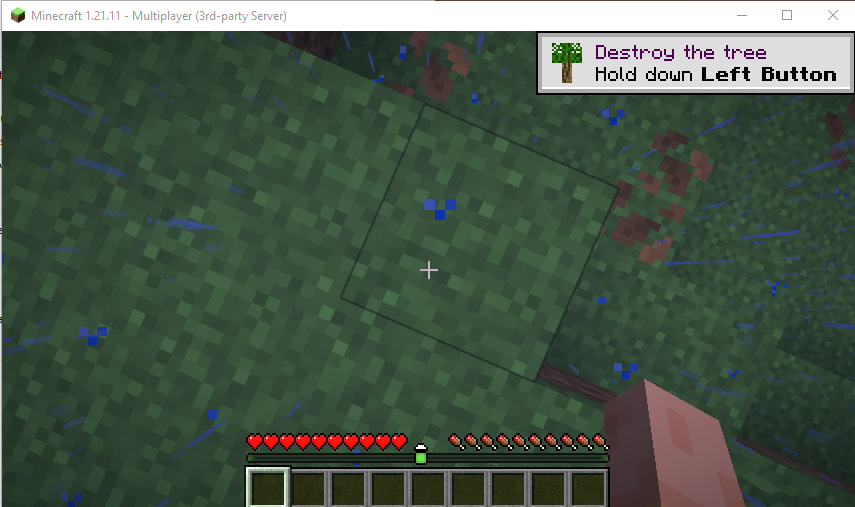 Minecraft 1.21.11 - Multiplayer (3rd-party Server)
Destroy the tree
Hold down Left Button